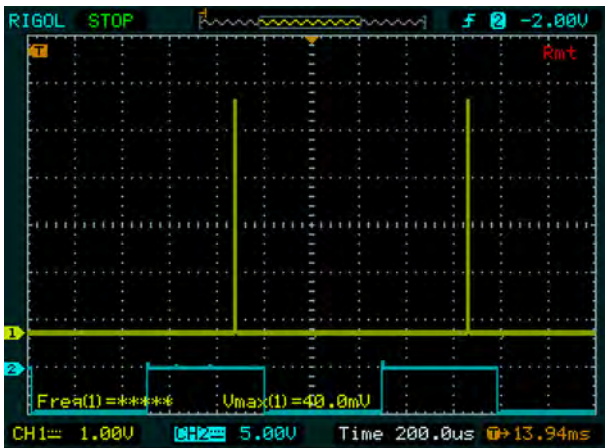 RIGOL STOP f 2 -2.00V
T Rmt
1
2
Freq(1)=***** Vmax(1)=40.0mV
CH1 1.00V CH2 5.00V Time 200.0us T→13.94ms